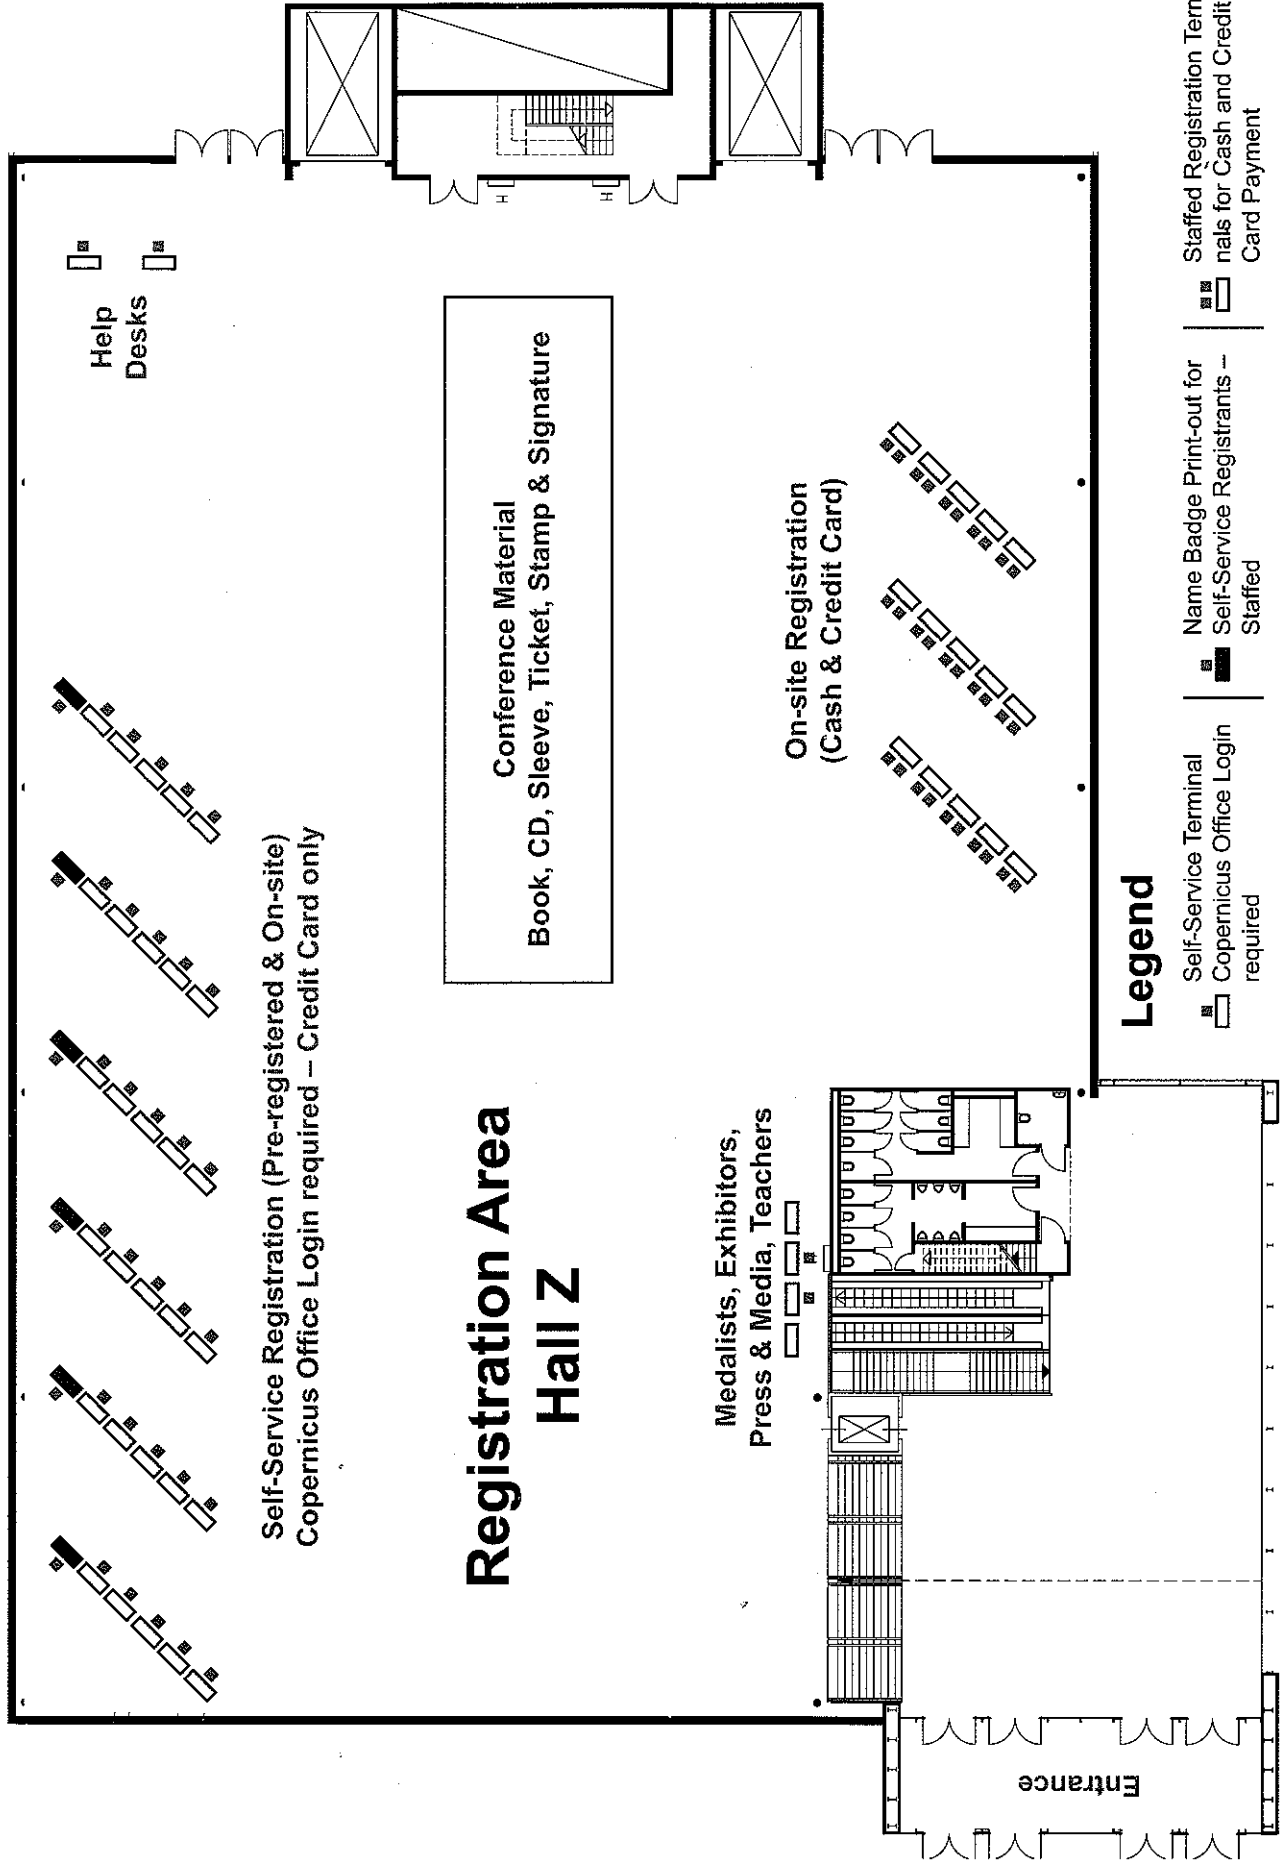 Help
Desks
Self-Service Registration (Pre-registered & On-site)
Copernicus Office Login required – Credit Card only
Conference Material
Book, CD, Sleeve, Ticket, Stamp & Signature
Registration Area
Hall Z
On-site Registration
(Cash & Credit Card)
Medalists, Exhibitors,
Press & Media, Teachers
Entrance
Legend
Self-Service Terminal
Copernicus Office Login
required
Name Badge Print-out for
Self-Service Registrants –
Staffed
Staffed Registration Termi-
nals for Cash and Credit
Card Payment